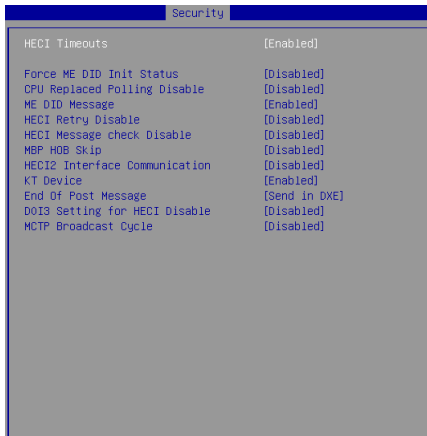 Security
HECI Timeouts [Enabled]
Force ME DID Init Status [Disabled]
CPU Replaced Polling Disable [Disabled]
ME DID Message [Enabled]
HECI Retry Disable [Disabled]
HECI Message check Disable [Disabled]
MBP HOB Skip [Disabled]
HECI2 Interface Communication [Disabled]
KT Device [Enabled]
End Of Post Message [Send in DXE]
D0I3 Setting for HECI Disable [Disabled]
MCTP Broadcast Cycle [Disabled]